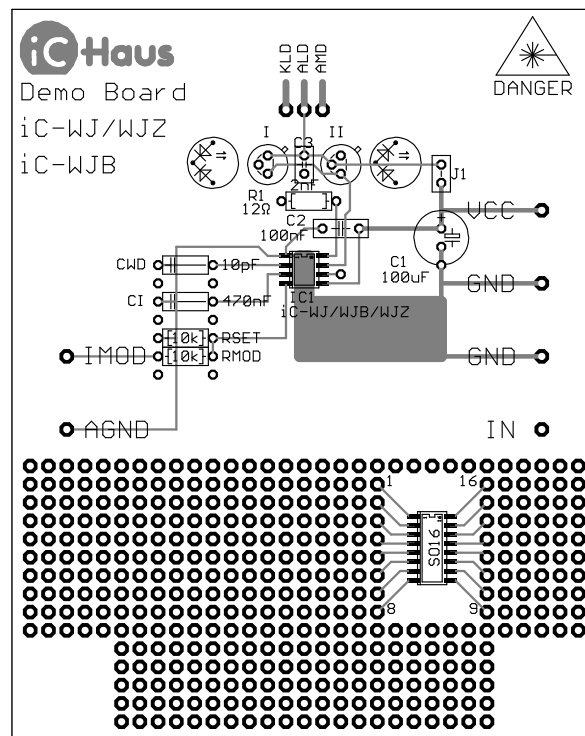 iC Haus
Demo Board
iC-WJ/WJZ
iC-WJB
KLD
ALD
AMD
DANGER
I
C3
II
2nF
J1
R1
12Ω
C2
100nF
VCC
C1
100uF
CWD
10pF
GND
CI
470nF
IC1
iC-WJ/WJB/WJZ
10k
RSET
IMOD
10k
RMOD
GND
AGND
IN
1
16
SO16
8
9